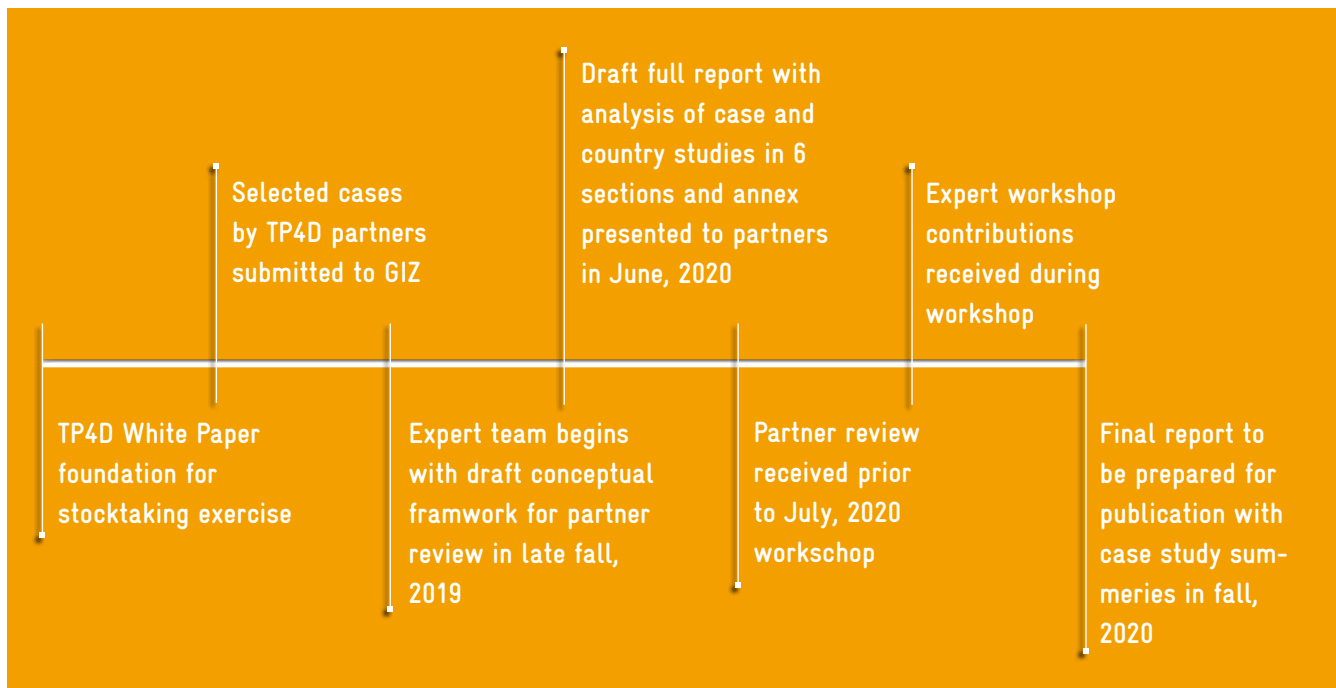 TP4D White Paper
foundation for
stocktaking exercise
Selected cases
by TP4D partners
submitted to GIZ
Expert team begins
with draft conceptual
framwork for partner
review in late fall,
2019
Draft full report with
analysis of case and
country studies in 6
sections and annex
presented to partners
in June, 2020
Partner review
received prior
to July, 2020
workschop
Expert workshop
contributions
received during
workshop
Final report to
be prepared for
publication with
case study sum-
meries in fall,
2020